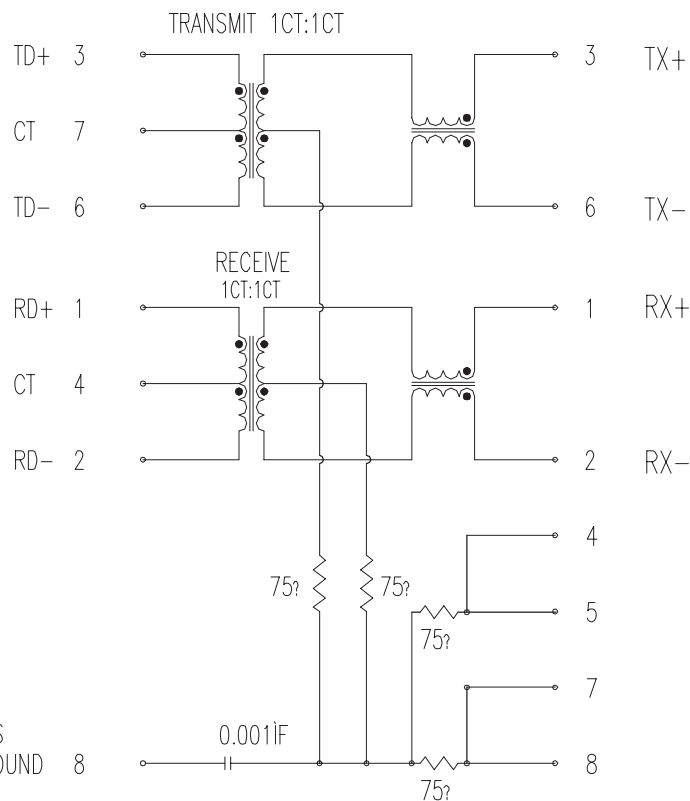 TRANSMIT 1CT:1CT
TD+ 3
3 TX+
CT 7
TD- 6
6 TX-
RECEIVE
1CT:1CT
RD+ 1
1 RX+
CT 4
RD- 2
2 RX-
4
75?
75?
5
75?
7
S
0.001ÌF
OUND 8
8
75?